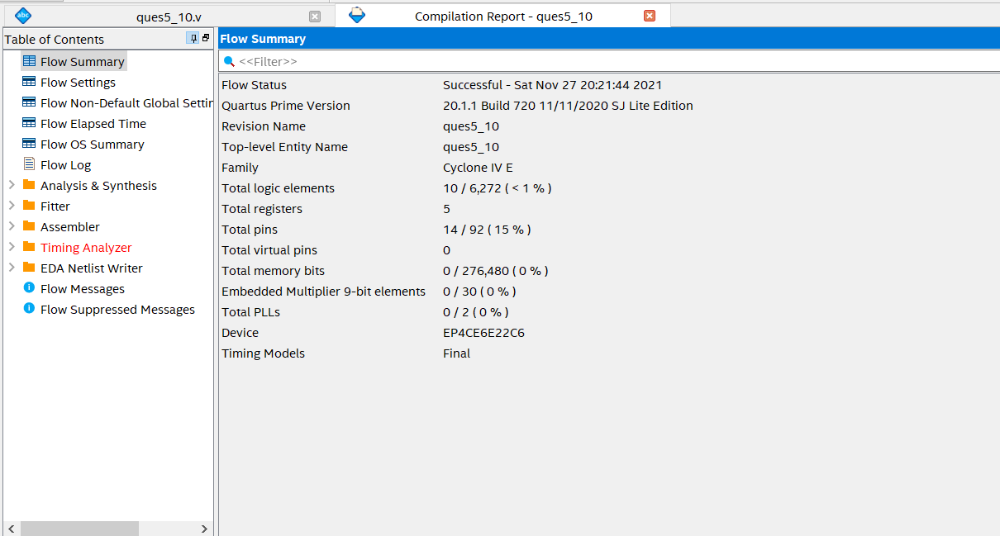 abc ques5_10.v Compilation Report - ques5_10
Table of Contents
Flow Summary
Flow Settings
Flow Non-Default Global Settin
Flow Elapsed Time
Flow OS Summary
Flow Log
Analysis & Synthesis
Fitter
Assembler
Timing Analyzer
EDA Netlist Writer
Flow Messages
Flow Suppressed Messages
Flow Summary
<<Filter>>
Flow Status Successful - Sat Nov 27 20:21:44 2021
Quartus Prime Version 20.1.1 Build 720 11/11/2020 SJ Lite Edition
Revision Name ques5_10
Top-level Entity Name ques5_10
Family Cyclone IV E
Total logic elements 10 / 6,272 ( < 1 % )
Total registers 5
Total pins 14 / 92 ( 15 % )
Total virtual pins 0
Total memory bits 0 / 276,480 ( 0 % )
Embedded Multiplier 9-bit elements 0 / 30 ( 0 % )
Total PLLs 0 / 2 ( 0 % )
Device EP4CE6E22C6
Timing Models Final